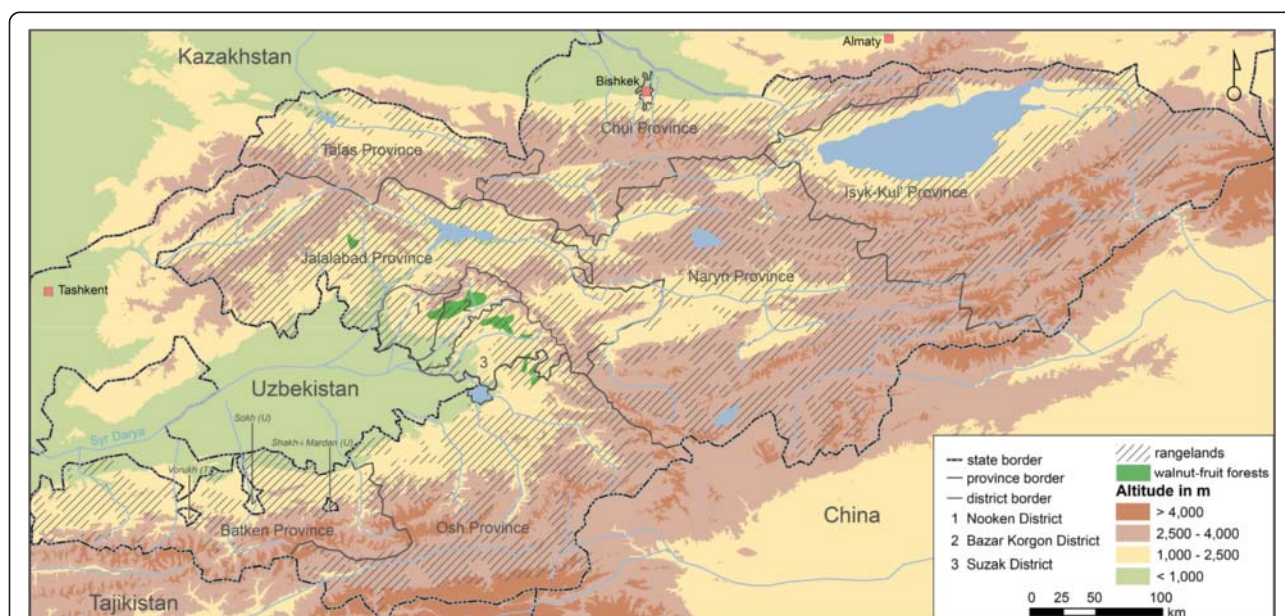 Kazakhstan
Almaty
Bishkek
Chui Province
Talas Province
Isyk-Kul' Province
Jalalabad Province
Naryn Province
Tashkent
1
3
Uzbekistan
Sokh (U)
Shakh-i Mardan (U)
Syr Darya
Vorukh (TJ)
Batken Province
Osh Province
China
Tajikistan
state border
province border
district border
1 Nooken District
2 Bazar Korgon District
3 Suzak District
rangelands
walnut-fruit forests
Altitude in m
> 4,000
2,500 - 4,000
1,000 - 2,500
< 1,000
0 25 50 100
km